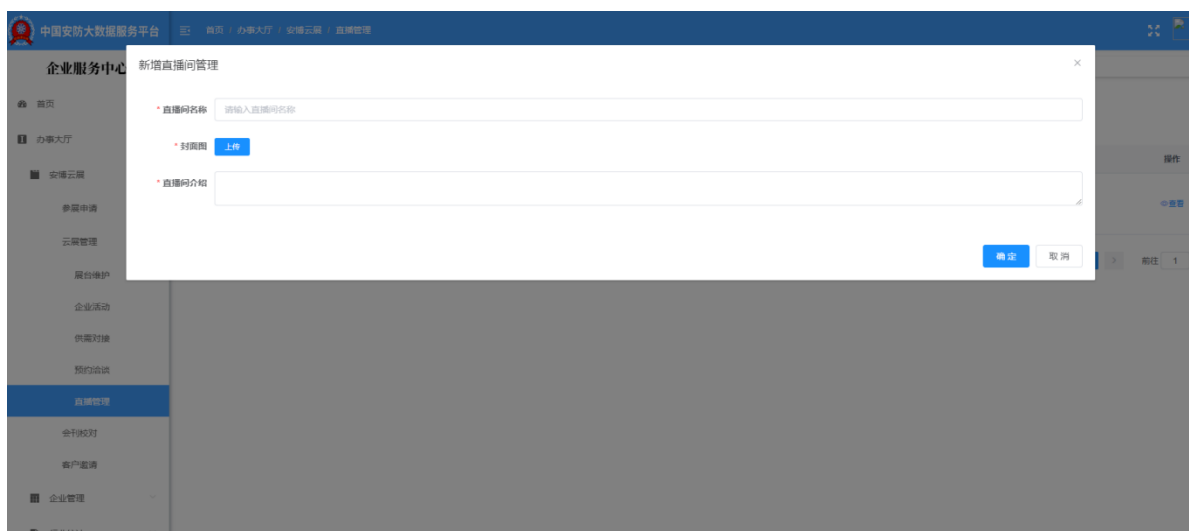 中国安防大数据服务平台
首页 / 办事大厅 / 安博云展 / 直播管理
企业服务中心
新增直播间管理
×
首页
* 直播间名称 请输入直播间名称
办事大厅
* 封面图 上传
操作
安博云展
* 直播间介绍
参展申请
查看
云展管理
确定 取消
前往 1
展台维护
企业活动
供需对接
预约洽谈
直播管理
会刊校对
客户邀请
企业管理